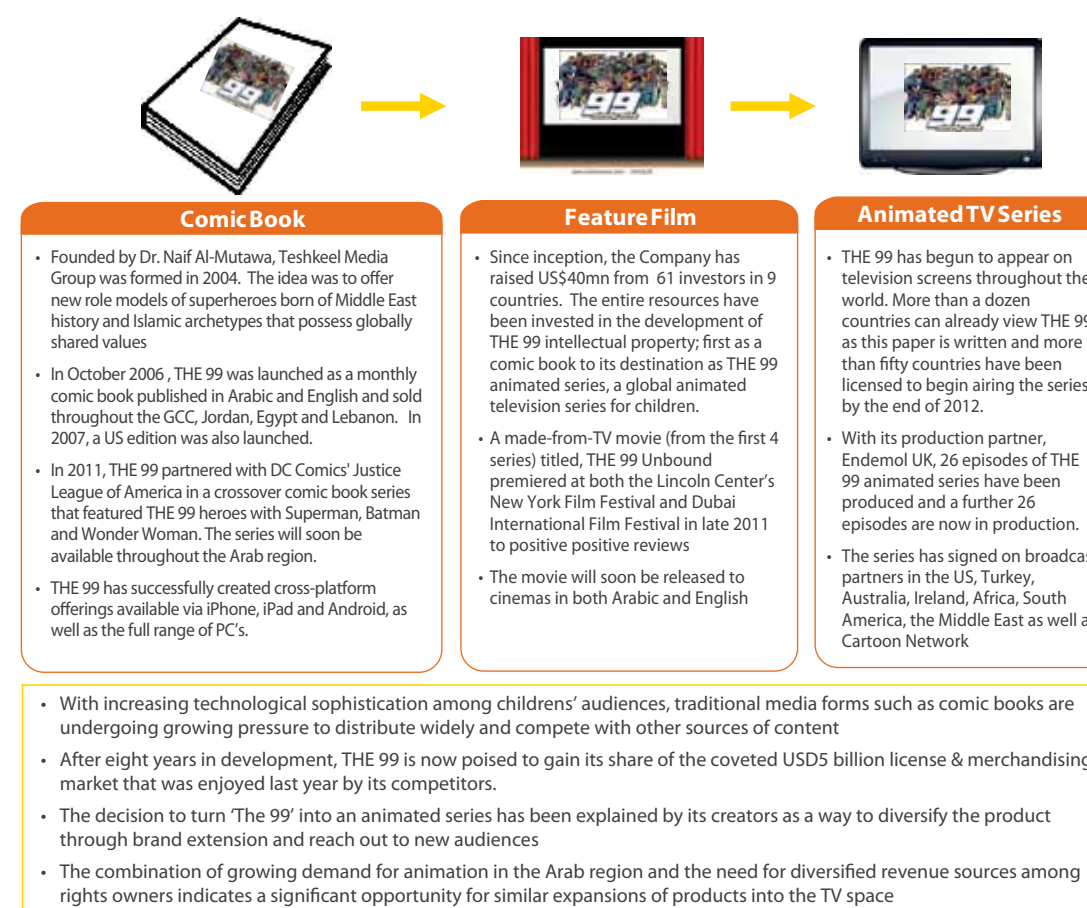 99
99
99
Comic Book
• Founded by Dr. Naif Al-Mutawa, Teshkeel Media
Group was formed in 2004. The idea was to offer
new role models of superheroes born of Middle East
history and Islamic archetypes that possess globally
shared values
• In October 2006 , THE 99 was launched as a monthly
comic book published in Arabic and English and sold
throughout the GCC, Jordan, Egypt and Lebanon. In
2007, a US edition was also launched.
• In 2011, THE 99 partnered with DC Comics' Justice
League of America in a crossover comic book series
that featured THE 99 heroes with Superman, Batman
and Wonder Woman. The series will soon be
available throughout the Arab region.
• THE 99 has successfully created cross-platform
offerings available via iPhone, iPad and Android, as
well as the full range of PC's.
Feature Film
• Since inception, the Company has
raised US$40mn from 61 investors in 9
countries. The entire resources have
been invested in the development of
THE 99 intellectual property; first as a
comic book to its destination as THE 99
animated series, a global animated
television series for children.
• A made-from-TV movie (from the first 4
series) titled, THE 99 Unbound
premiered at both the Lincoln Center's
New York Film Festival and Dubai
International Film Festival in late 2011
to positive positive reviews
• The movie will soon be released to
cinemas in both Arabic and English
Animated TV Series
• THE 99 has begun to appear on
television screens throughout the
world. More than a dozen
countries can already view THE 99
as this paper is written and more
than fifty countries have been
licensed to begin airing the series
by the end of 2012.
• With its production partner,
Endemol UK, 26 episodes of THE
99 animated series have been
produced and a further 26
episodes are now in production.
• The series has signed on broadcas
partners in the US, Turkey,
Australia, Ireland, Africa, South
America, the Middle East as well a
Cartoon Network
• With increasing technological sophistication among childrens' audiences, traditional media forms such as comic books are
undergoing growing pressure to distribute widely and compete with other sources of content
• After eight years in development, THE 99 is now poised to gain its share of the coveted USD5 billion license & merchandising
market that was enjoyed last year by its competitors.
• The decision to turn 'The 99' into an animated series has been explained by its creators as a way to diversify the product
through brand extension and reach out to new audiences
• The combination of growing demand for animation in the Arab region and the need for diversified revenue sources among
rights owners indicates a significant opportunity for similar expansions of products into the TV space